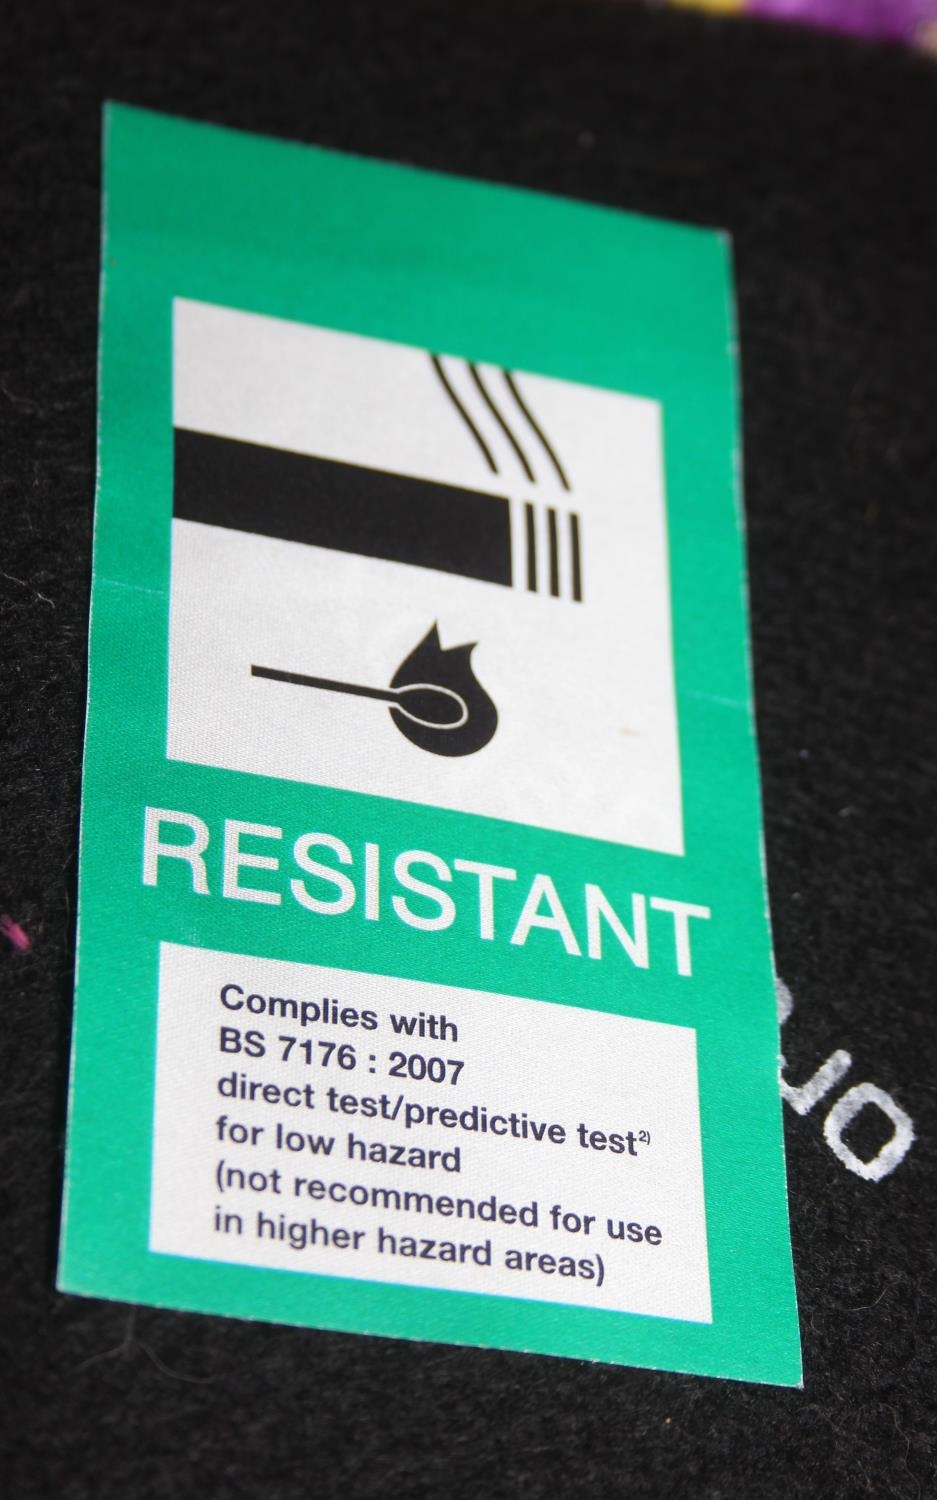 RESISTANT
Complies with
BS 7176 : 2007
direct test/predictive test²⁾
for low hazard
(not recommended for use
in higher hazard areas)